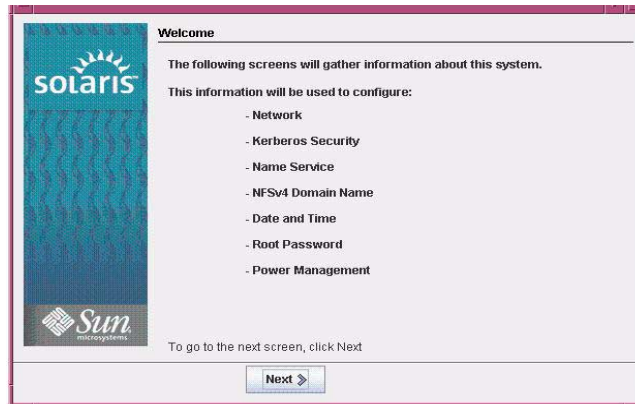 Welcome
solaris
The following screens will gather information about this system.
This information will be used to configure:
- Network
- Kerberos Security
- Name Service
- NFSv4 Domain Name
- Date and Time
- Root Password
- Power Management
Sun
microsystems
To go to the next screen, click Next
Next